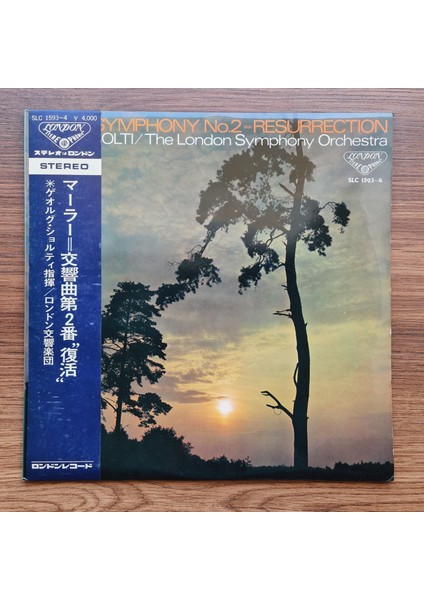 SLC 1593-4 ¥ 4,000
LONDON
ステレオ・ロンドン
STEREO
マーラー＝交響曲第2番“復活“
米ゲオルグ・ショルティ指揮/ロンドン交響楽団
ロンドンレコード
SYMPHONY No.2=RESURRECTION
OLTI/The London Symphony Orchestra
LONDON
SLC 1593-4